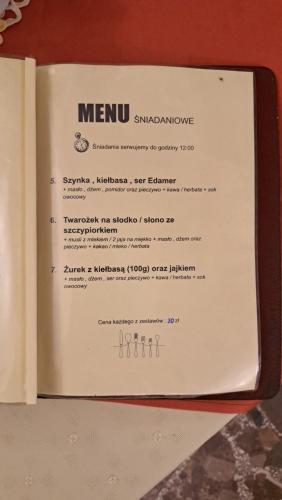 MENU ŚNIADANIOWE
Śniadania serwujemy do godziny 12:00
5. Szynka , kiełbasa , ser Edamer
+ masło , dżem , pomidor oraz pieczywo + kawa / herbata + sok
owocowy
6. Twarożek na słodko / słono ze
szczypiorkiem
+ musli z mlekiem / 2 jaja na miękko + masło , dżem oraz
pieczywo + kakao / mleko / herbata
7. Żurek z kiełbasą (100g) oraz jajkiem
+ masło , dżem , ser oraz pieczywo + kawa / herbata + sok
owocowy
Cena każdego z zestawów : 30 zł